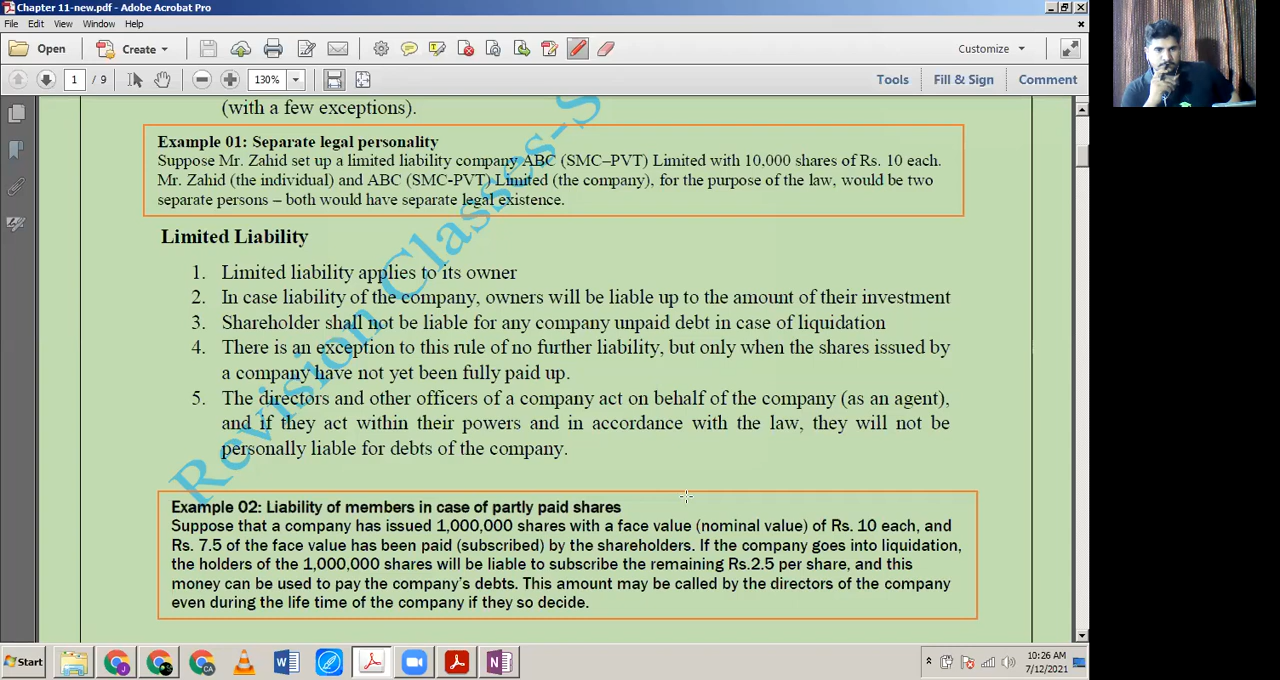 Chapter 11-new.pdf - Adobe Acrobat Pro
File Edit View Window Help
Open Create Customize
1 / 9 130% Tools Fill & Sign Comment
(with a few exceptions).
Example 01: Separate legal personality
Suppose Mr. Zahid set up a limited liability company ABC (SMC–PVT) Limited with 10,000 shares of Rs. 10 each.
Mr. Zahid (the individual) and ABC (SMC-PVT) Limited (the company), for the purpose of the law, would be two
separate persons – both would have separate legal existence.
Limited Liability
1. Limited liability applies to its owner
2. In case liability of the company, owners will be liable up to the amount of their investment
3. Shareholder shall not be liable for any company unpaid debt in case of liquidation
4. There is an exception to this rule of no further liability, but only when the shares issued by
a company have not yet been fully paid up.
5. The directors and other officers of a company act on behalf of the company (as an agent),
and if they act within their powers and in accordance with the law, they will not be
personally liable for debts of the company.
Revision Classes-S
Example 02: Liability of members in case of partly paid shares
Suppose that a company has issued 1,000,000 shares with a face value (nominal value) of Rs. 10 each, and
Rs. 7.5 of the face value has been paid (subscribed) by the shareholders. If the company goes into liquidation,
the holders of the 1,000,000 shares will be liable to subscribe the remaining Rs.2.5 per share, and this
money can be used to pay the company's debts. This amount may be called by the directors of the company
even during the life time of the company if they so decide.
Start
10:26 AM
7/12/2021